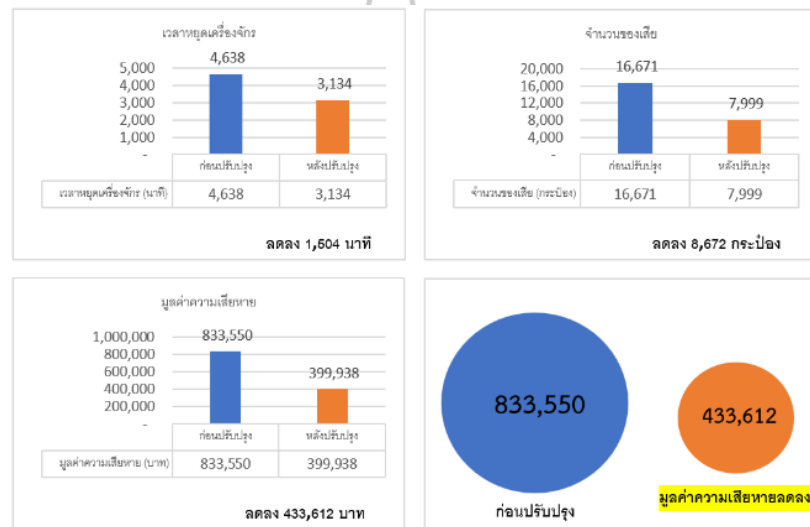 เวลาหยุดเครื่องจักร
4,638
3,134
5,000
4,000
3,000
2,000
1,000
-
ก่อนปรับปรุง หลังปรับปรุง
เวลาหยุดเครื่องจักร (นาที) 4,638 3,134
ลดลง 1,504 นาที
จำนวนของเสีย
16,671
7,999
20,000
16,000
12,000
8,000
4,000
-
ก่อนปรับปรุง หลังปรับปรุง
จำนวนของเสีย (กระป๋อง) 16,671 7,999
ลดลง 8,672 กระป๋อง
มูลค่าความเสียหาย
833,550
399,938
1,000,000
800,000
600,000
400,000
200,000
-
ก่อนปรับปรุง หลังปรับปรุง
มูลค่าความเสียหาย (บาท) 833,550 399,938
ลดลง 433,612 บาท
833,550
433,612
ก่อนปรับปรุง
มูลค่าความเสียหายลดลง